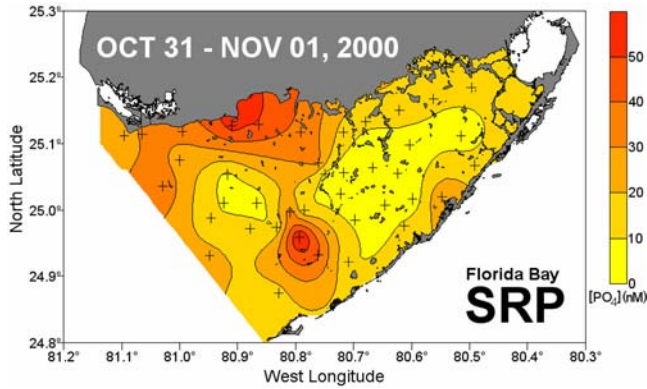 OCT 31 - NOV 01, 2000
25.3°
25.2°
25.1°
25.0°
24.9°
24.8°
North Latitude
81.2° 81.1° 81.0° 80.9° 80.8° 80.7° 80.6° 80.5° 80.4° 80.3°
West Longitude
Florida Bay
SRP
50
40
30
20
10
0
[PO4](nM)